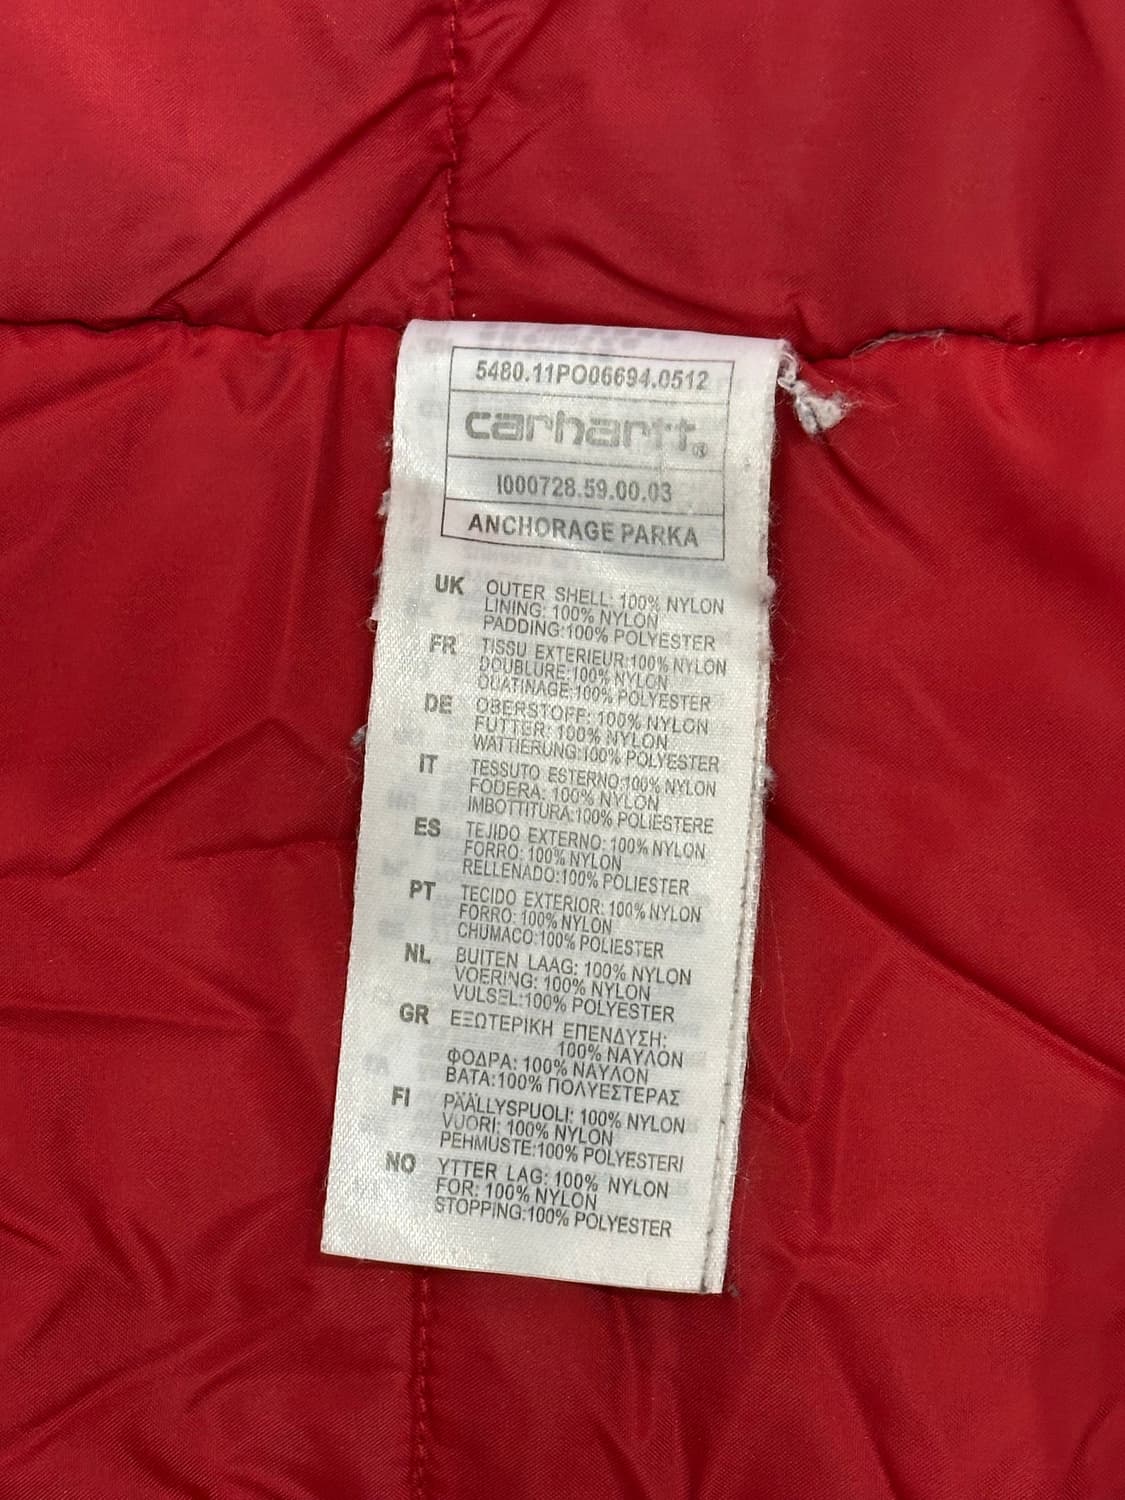 5480.11PO06694.0512
carhartt®
I000728.59.00.03
ANCHORAGE PARKA
UK OUTER SHELL: 100% NYLON
LINING: 100% NYLON
PADDING:100% POLYESTER
FR TISSU EXTERIEUR:100% NYLON
DOUBLURE:100% NYLON
OUATINAGE:100% POLYESTER
DE OBERSTOFF: 100% NYLON
FUTTER: 100% NYLON
WATTIERUNG:100% POLYESTER
IT TESSUTO ESTERNO:100% NYLON
FODERA: 100% NYLON
IMBOTTITURA:100% POLIESTERE
ES TEJIDO EXTERNO: 100% NYLON
FORRO: 100% NYLON
RELLENADO:100% POLIESTER
PT TECIDO EXTERIOR: 100% NYLON
FORRO: 100% NYLON
CHUMACO:100% POLIESTER
NL BUITEN LAAG: 100% NYLON
VOERING: 100% NYLON
VULSEL:100% POLYESTER
GR ΕΞΩΤΕΡΙΚΗ ΕΠΕΝΔΥΣΗ:
100% ΝΑΥΛΟΝ
ΦΟΔΡΑ: 100% ΝΑΥΛΟΝ
ΒΑΤΑ:100% ΠΟΛΥΕΣΤΕΡΑΣ
FI PÄÄLLYSPUOLI: 100% NYLON
VUORI: 100% NYLON
PEHMUSTE:100% POLYESTERI
NO YTTER LAG: 100% NYLON
FOR: 100% NYLON
STOPPING:100% POLYESTER